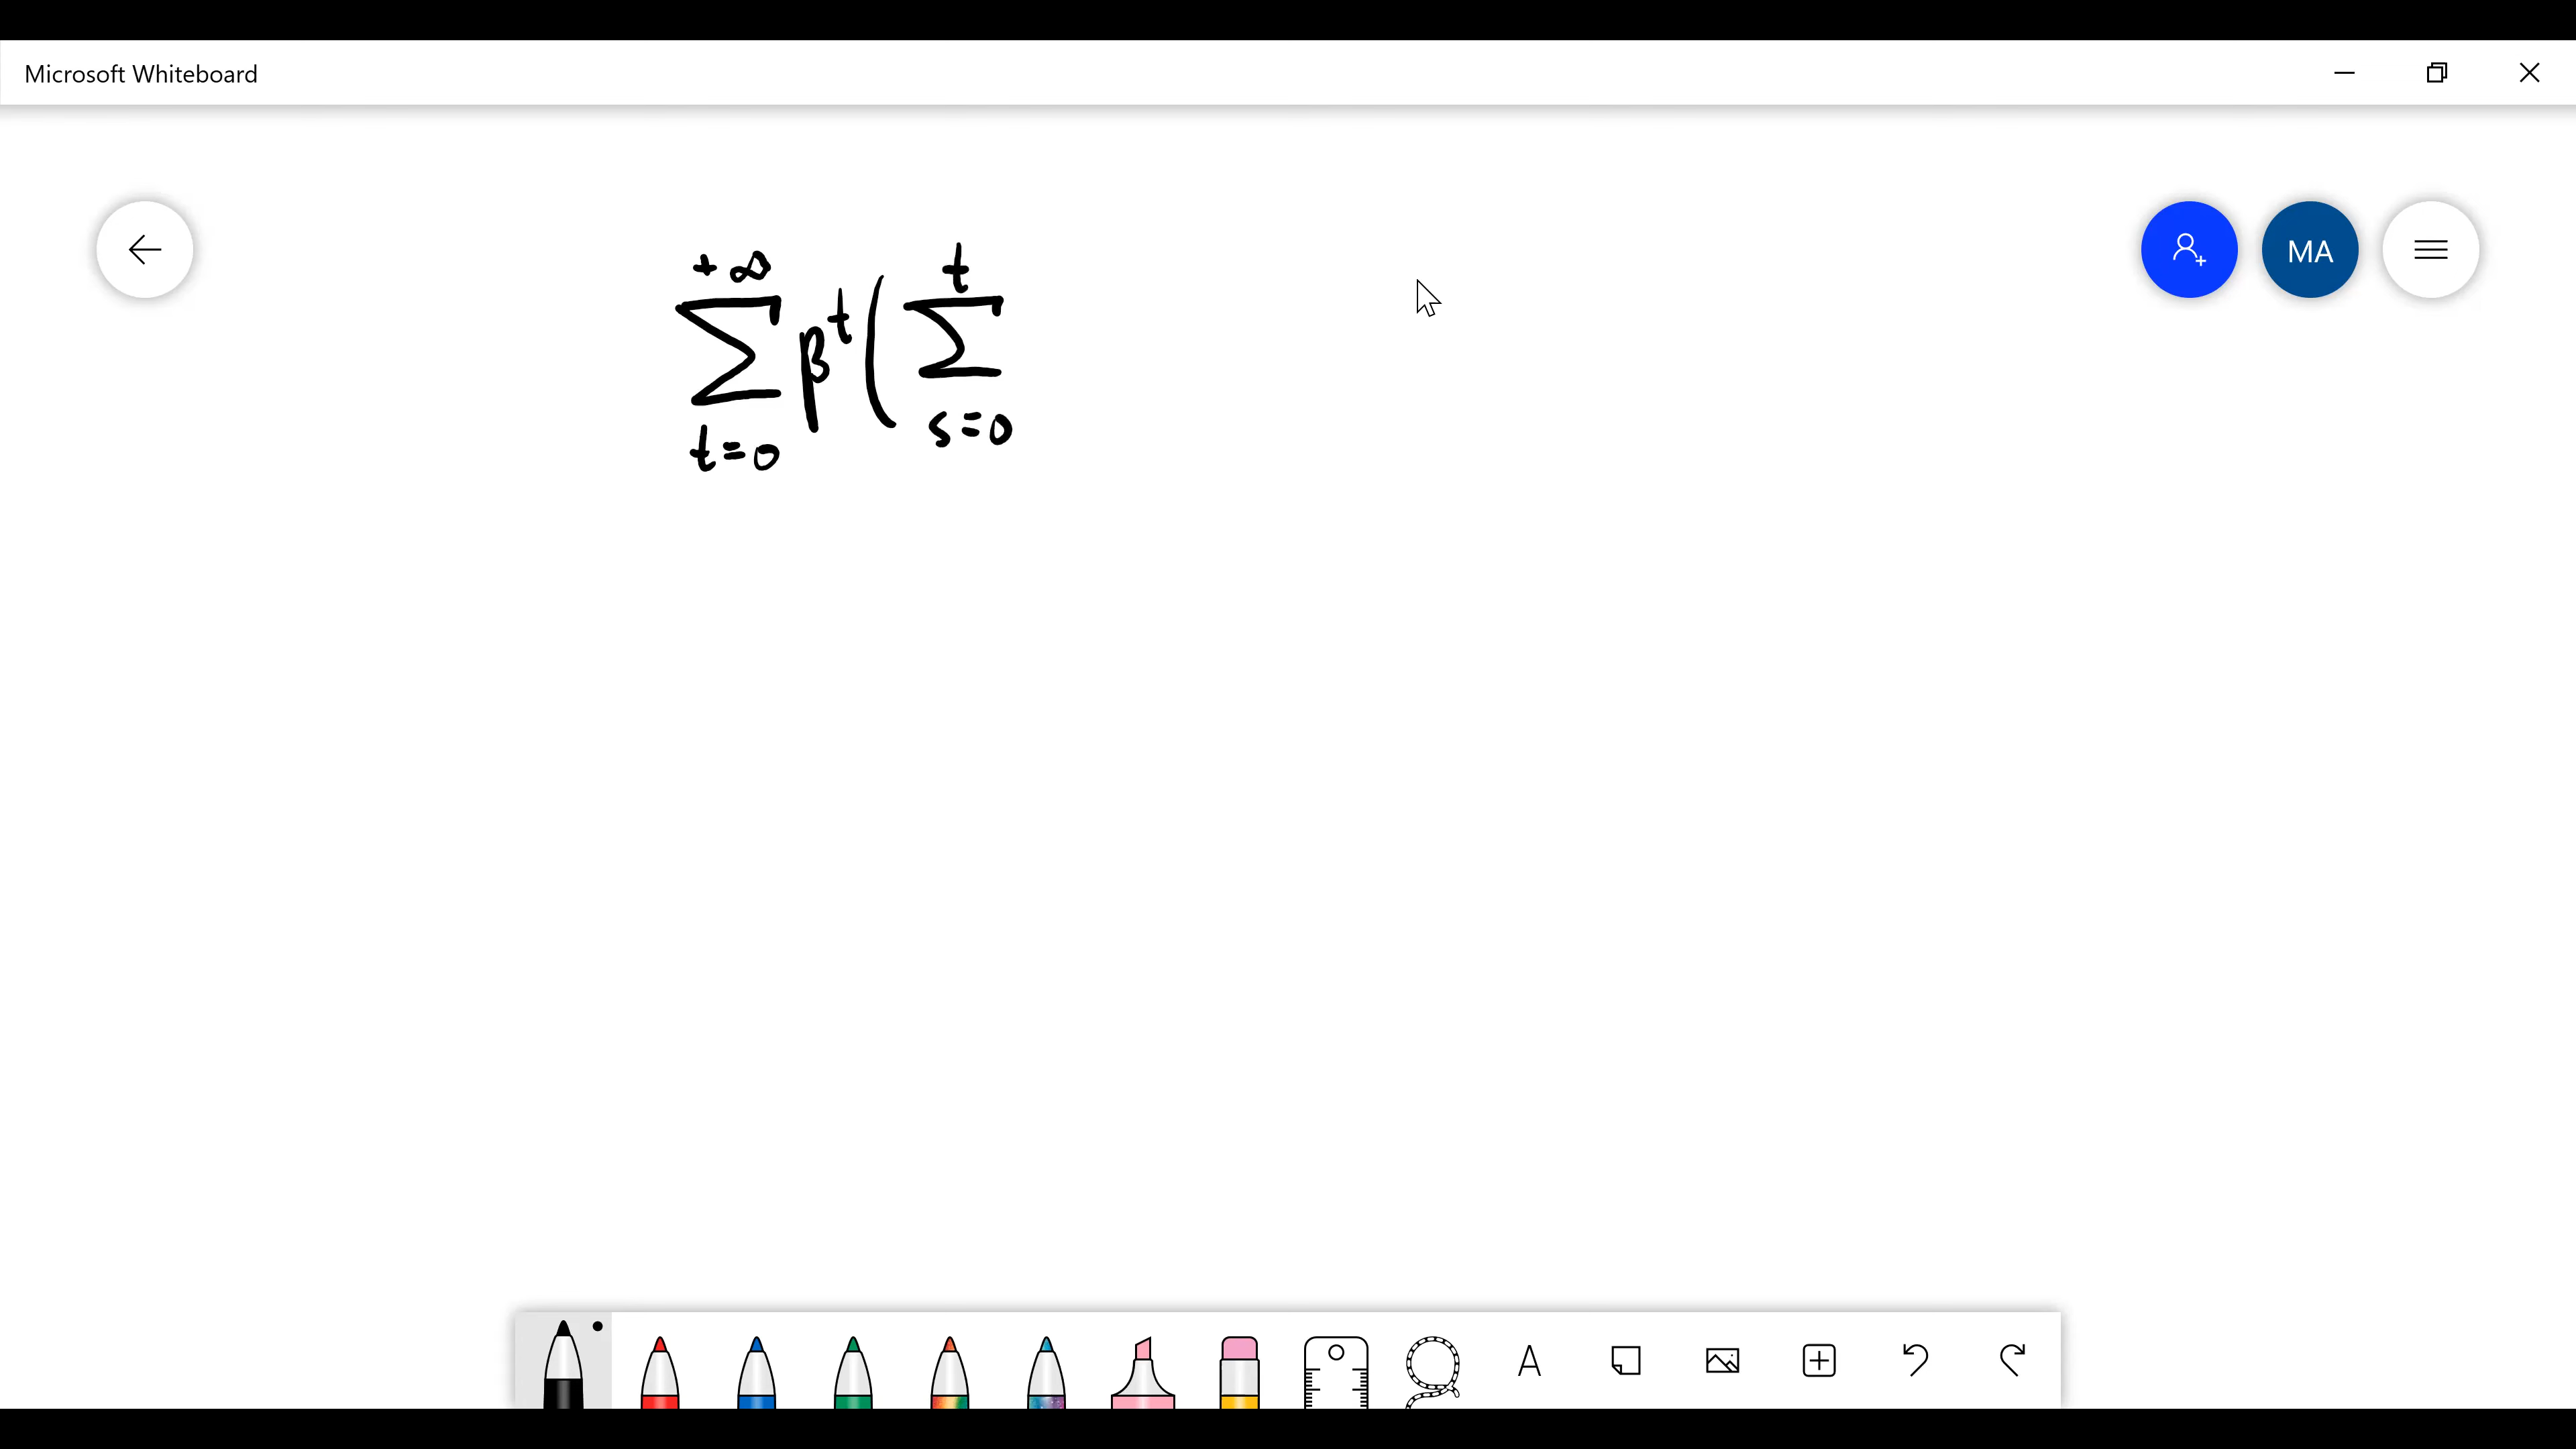 Microsoft Whiteboard
MA
+∞ t
∑ β^t ( ∑
t=0 s=0
A